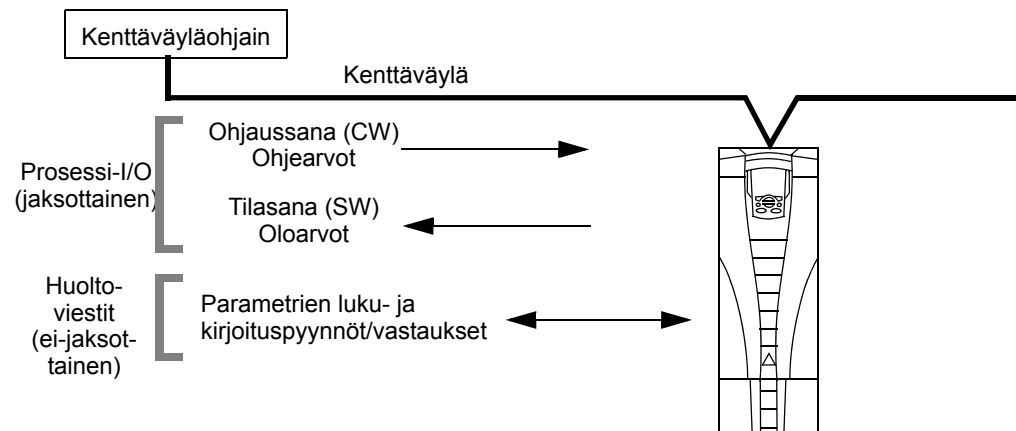 Kenttäväyläohjain
Kenttäväylä
Prosessi-I/O
(jaksottainen)
Ohjaussana (CW)
Ohjearvot
Tilasana (SW)
Oloarvot
Huolto-
viestit
(ei-jaksot-
tainen)
Parametrien luku- ja
kirjoituspyynnöt/vastaukset